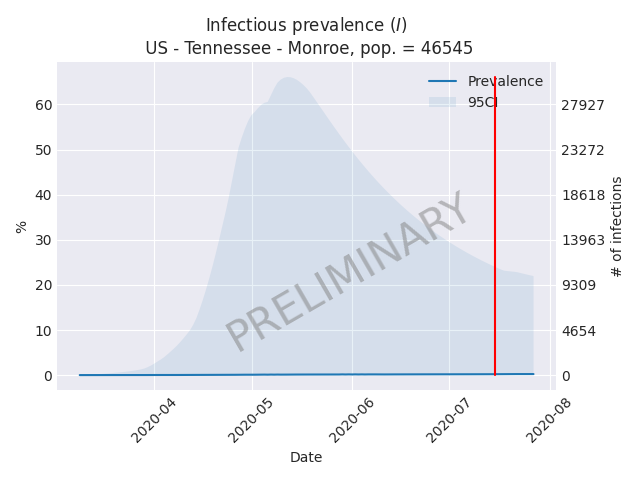 Infectious prevalence (I)
US - Tennessee - Monroe, pop. = 46545
Prevalence
95CI
60
50
40
30
20
10
0
%
27927
23272
18618
13963
9309
4654
0
# of infections
PRELIMINARY
2020-04
2020-05
2020-06
2020-07
2020-08
Date